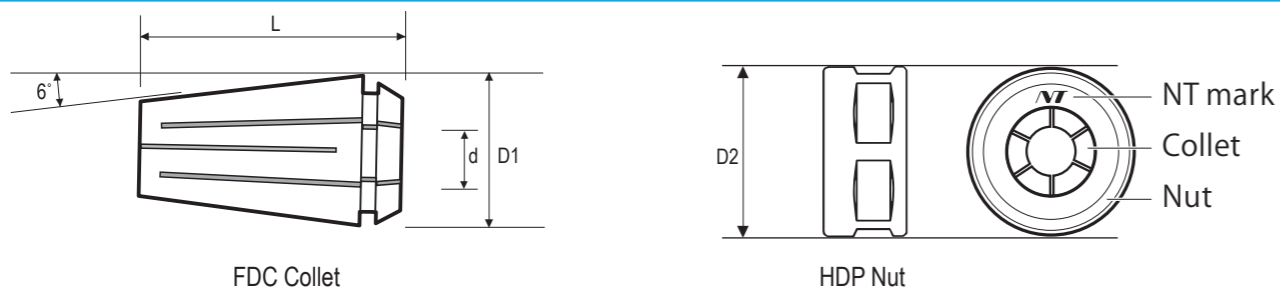 L
6°
d
D1
FDC Collet
D2
NT
NT mark
Collet
Nut
HDP Nut